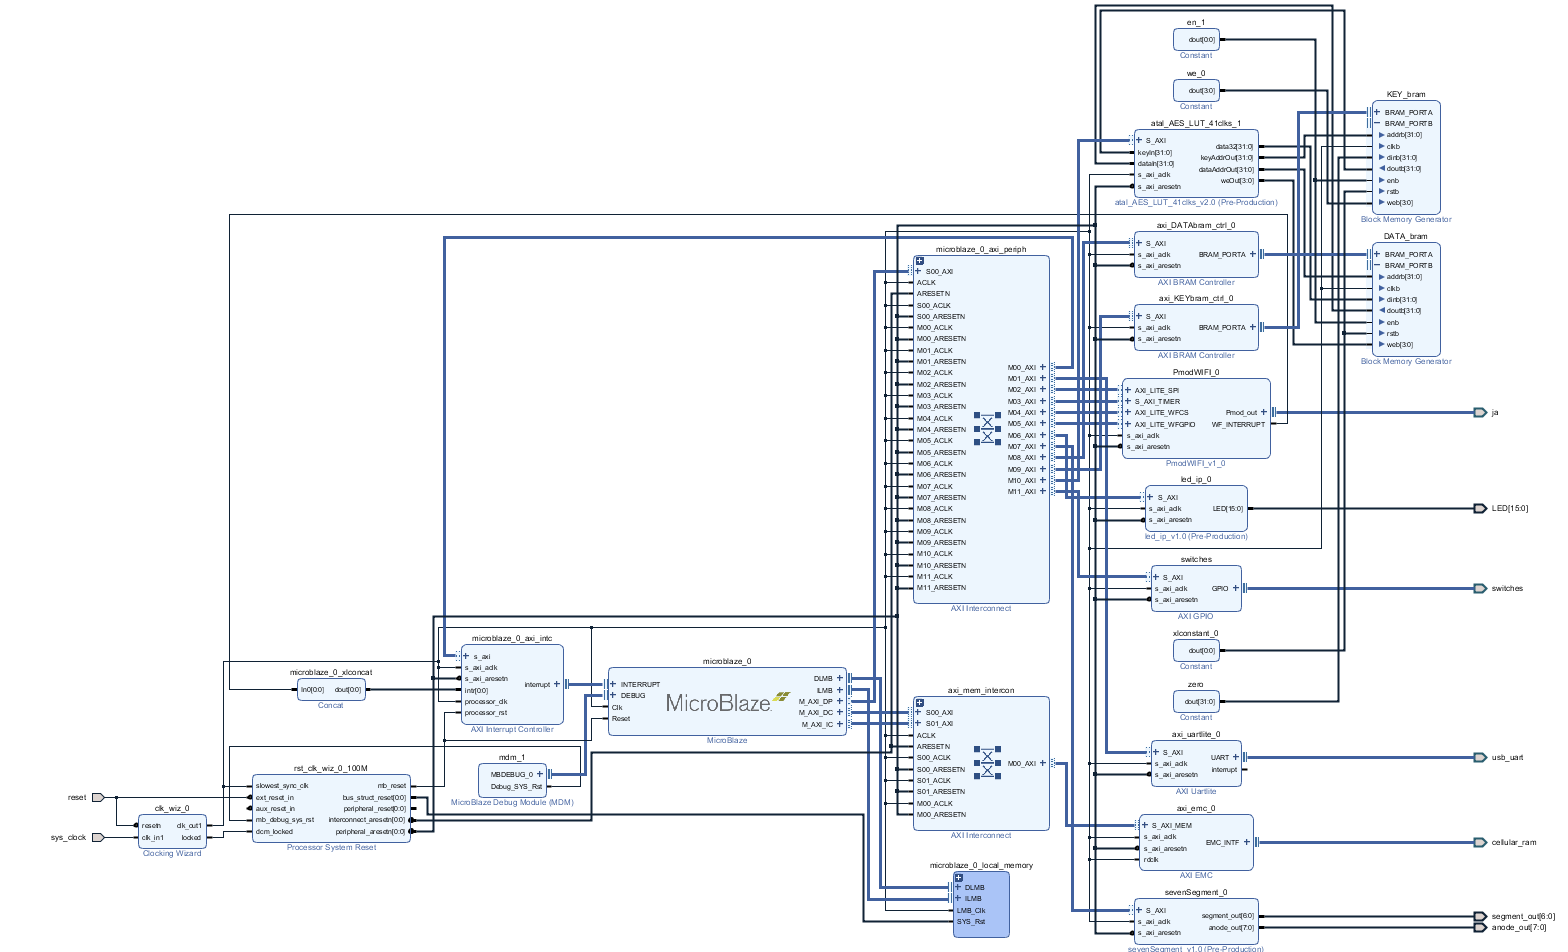 en_1
dout[0:0]
Constant
we_0
dout[3:0]
Constant
KEY_bram
BRAM_PORTA
BRAM_PORTB
addrb[31:0]
clkb
dinb[31:0]
doutb[31:0]
enb
rstb
web[3:0]
Block Memory Generator
atal_AES_LUT_41clks_1
S_AXI
keyIn[31:0]
dataIn[31:0]
s_axi_aclk
s_axi_aresetn
data32[31:0]
keyAddrOut[31:0]
dataAddrOut[31:0]
weOut[3:0]
atal_AES_LUT_41clks_v2.0 (Pre-Production)
DATA_bram
BRAM_PORTA
BRAM_PORTB
addrb[31:0]
clkb
dinb[31:0]
doutb[31:0]
enb
rstb
web[3:0]
Block Memory Generator
axi_DATAbram_ctrl_0
S_AXI
s_axi_aclk
s_axi_aresetn
BRAM_PORTA
AXI BRAM Controller
axi_KEYbram_ctrl_0
S_AXI
s_axi_aclk
s_axi_aresetn
BRAM_PORTA
AXI BRAM Controller
microblaze_0_axi_periph
S00_AXI
ACLK
ARESETN
S00_ACLK
S00_ARESETN
M00_ACLK
M00_ARESETN
M01_ACLK
M01_ARESETN
M02_ACLK
M02_ARESETN
M03_ACLK
M03_ARESETN
M04_ACLK
M04_ARESETN
M05_ACLK
M05_ARESETN
M06_ACLK
M06_ARESETN
M07_ACLK
M07_ARESETN
M08_ACLK
M08_ARESETN
M09_ACLK
M09_ARESETN
M10_ACLK
M10_ARESETN
M11_ACLK
M11_ARESETN
M00_AXI
M01_AXI
M02_AXI
M03_AXI
M04_AXI
M05_AXI
M06_AXI
M07_AXI
M08_AXI
M09_AXI
M10_AXI
M11_AXI
AXI Interconnect
PmodWIFI_0
AXI_LITE_SPI
S_AXI_TIMER
AXI_LITE_WFCS
AXI_LITE_WFGPIO
s_axi_aclk
s_axi_aresetn
Pmod_out
WF_INTERRUPT
PmodWIFI_v1_0
ja
led_ip_0
S_AXI
s_axi_aclk
s_axi_aresetn
LED[15:0]
led_ip_v1.0 (Pre-Production)
LED[15:0]
switches
S_AXI
s_axi_aclk
s_axi_aresetn
GPIO
AXI GPIO
switches
xlconstant_0
dout[0:0]
Constant
zero
dout[31:0]
Constant
microblaze_0_axi_intc
s_axi
s_axi_aclk
s_axi_aresetn
intr[0:0]
processor_clk
processor_rst
interrupt
AXI Interrupt Controller
microblaze_0_xlconcat
In0[0:0]
dout[0:0]
Concat
microblaze_0
INTERRUPT
DEBUG
Clk
Reset
MicroBlaze
DLMB
ILMB
M_AXI_DP
M_AXI_DC
M_AXI_IC
MicroBlaze
axi_mem_intercon
S00_AXI
S01_AXI
ACLK
ARESETN
S00_ACLK
S00_ARESETN
S01_ACLK
S01_ARESETN
M00_ACLK
M00_ARESETN
M00_AXI
AXI Interconnect
axi_uartlite_0
S_AXI
s_axi_aclk
s_axi_aresetn
UART
interrupt
AXI Uartlite
usb_uart
mdm_1
MBDEBUG_0
Debug_SYS_Rst
MicroBlaze Debug Module (MDM)
rst_clk_wiz_0_100M
slowest_sync_clk
ext_reset_in
aux_reset_in
mb_debug_sys_rst
dcm_locked
mb_reset
bus_struct_reset[0:0]
peripheral_reset[0:0]
interconnect_aresetn[0:0]
peripheral_aresetn[0:0]
Processor System Reset
reset
sys_clock
clk_wiz_0
resetn
clk_in1
clk_out1
locked
Clocking Wizard
axi_emc_0
S_AXI_MEM
s_axi_aclk
s_axi_aresetn
rdclk
EMC_INTF
AXI EMC
cellular_ram
microblaze_0_local_memory
DLMB
ILMB
LMB_Clk
SYS_Rst
sevenSegment_0
S_AXI
s_axi_aclk
s_axi_aresetn
segment_out[6:0]
anode_out[7:0]
sevenSegment_v1.0 (Pre-Production)
segment_out[6:0]
anode_out[7:0]